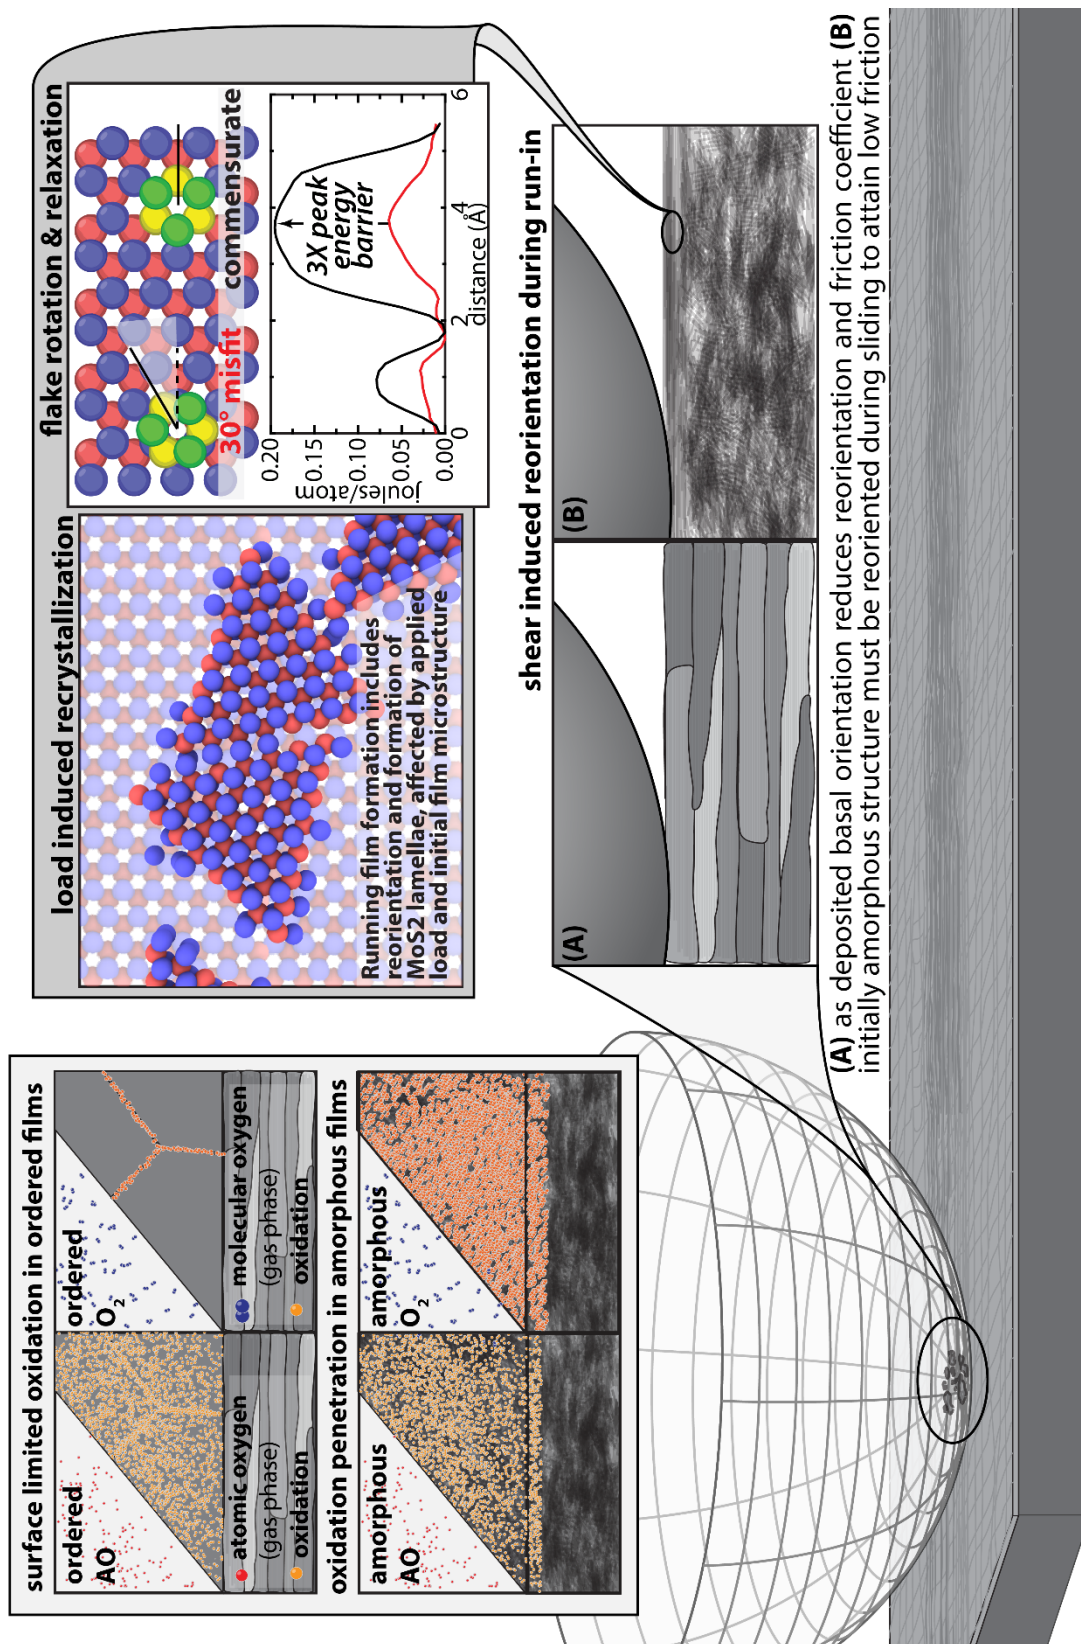 surface limited oxidation in ordered films
ordered
AO
ordered
O2
atomic oxygen
(gas phase)
oxidation
molecular oxygen
(gas phase)
oxidation
oxidation penetration in amorphous films
amorphous
AO
amorphous
O2
load induced recrystallization
Running film formation includes
reorientation and formation of
MoS2 lamellae, affected by applied
load and initial film microstructure
flake rotation & relaxation
30° misfit
commensurate
0.20
0.15
0.10
0.05
0.00
joules/atom
3X peak
energy
barrier
0
2
4
6
distance (Å)
shear induced reorientation during run-in
(A)
(B)
(A) as deposited basal orientation reduces reorientation and friction coefficient (B)
initially amorphous structure must be reoriented during sliding to attain low friction